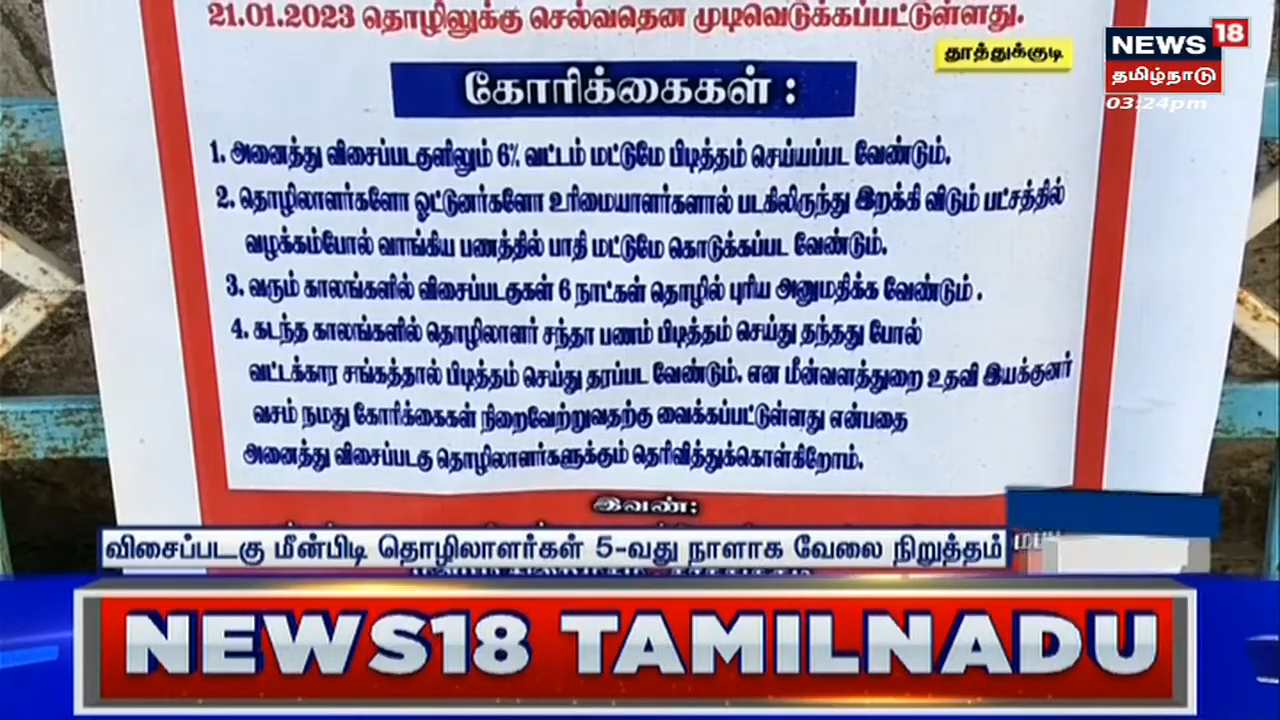 21.01.2023 தொழிலுக்கு செல்வதென முடிவெடுக்கப்பட்டுள்ளது.
தூத்துக்குடி
NEWS 18
தமிழ்நாடு
03:24pm
கோரிக்கைகள் :
1. அனைத்து விசைப்படகுளிலும் 6% வட்டம் மட்டுமே பிடித்தம் செய்யப்பட வேண்டும்.
2. தொழிலாளர்களோ ஓட்டுனர்களோ உரிமையாளர்களால் படகிலிருந்து இறக்கி விடும் பட்சத்தில்
வழக்கம்போல் வாங்கிய பணத்தில் பாதி மட்டுமே கொடுக்கப்பட வேண்டும்.
3. வரும் காலங்களில் விசைப்படகுகள் 6 நாட்கள் தொழில் புரிய அனுமதிக்க வேண்டும் .
4. கடந்த காலங்களில் தொழிலாளர் சந்தா பணம் பிடித்தம் செய்து தந்தது போல்
வட்டக்கார சங்கத்தால் பிடித்தம் செய்து தரப்பட வேண்டும். என மீன்வளத்துறை உதவி இயக்குனர்
வசம் நமது கோரிக்கைகள் நிறைவேற்றுவதற்கு வைக்கப்பட்டுள்ளது என்பதை
அனைத்து விசைப்படகு தொழிலாளர்களுக்கும் தெரிவித்துக்கொள்கிறோம்.
இவண்:
விசைப்படகு மீன்பிடி தொழிலாளர்கள் 5-வது நாளாக வேலை நிறுத்தம்
NEWS18 TAMILNADU